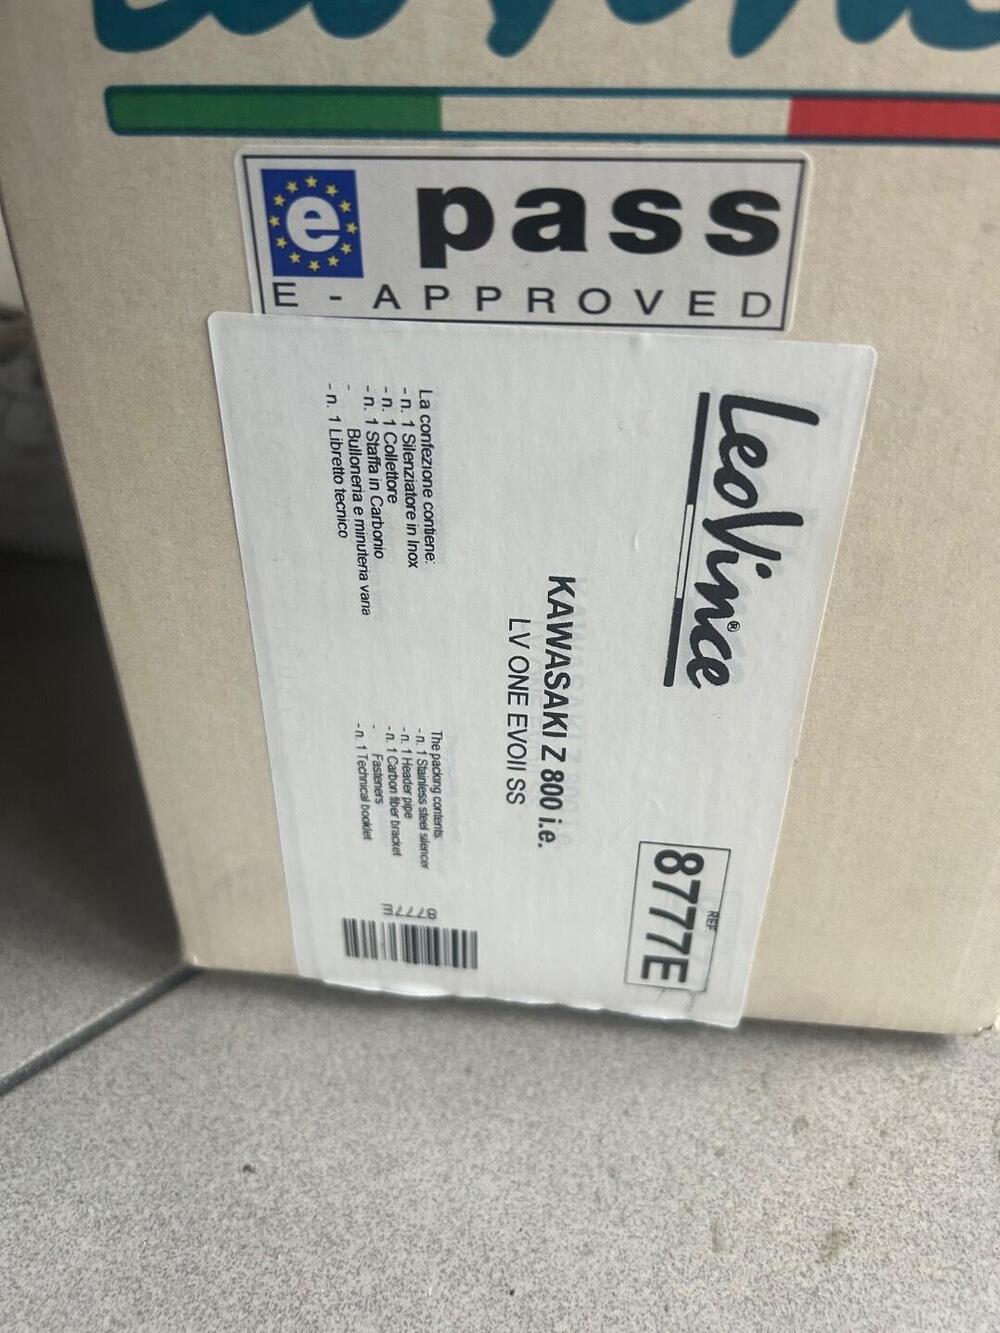 e pass
E-APPROVED
LeoVince®
REF
8777E
KAWASAKI Z 800 i.e.
LV ONE EVOII SS
La confezione contiene:
- n. 1 Silenziatore in Inox
- n. 1 Collettore
- n. 1 Staffa in Carbonio
- Bulloneria e minuteria varia
- n. 1 Libretto tecnico
The packing contents:
- n. 1 Stainless steel silencer
- n. 1 Header pipe
- n. 1 Carbon fiber bracket
- Fasteners
- n. 1 Technical booklet
8777E